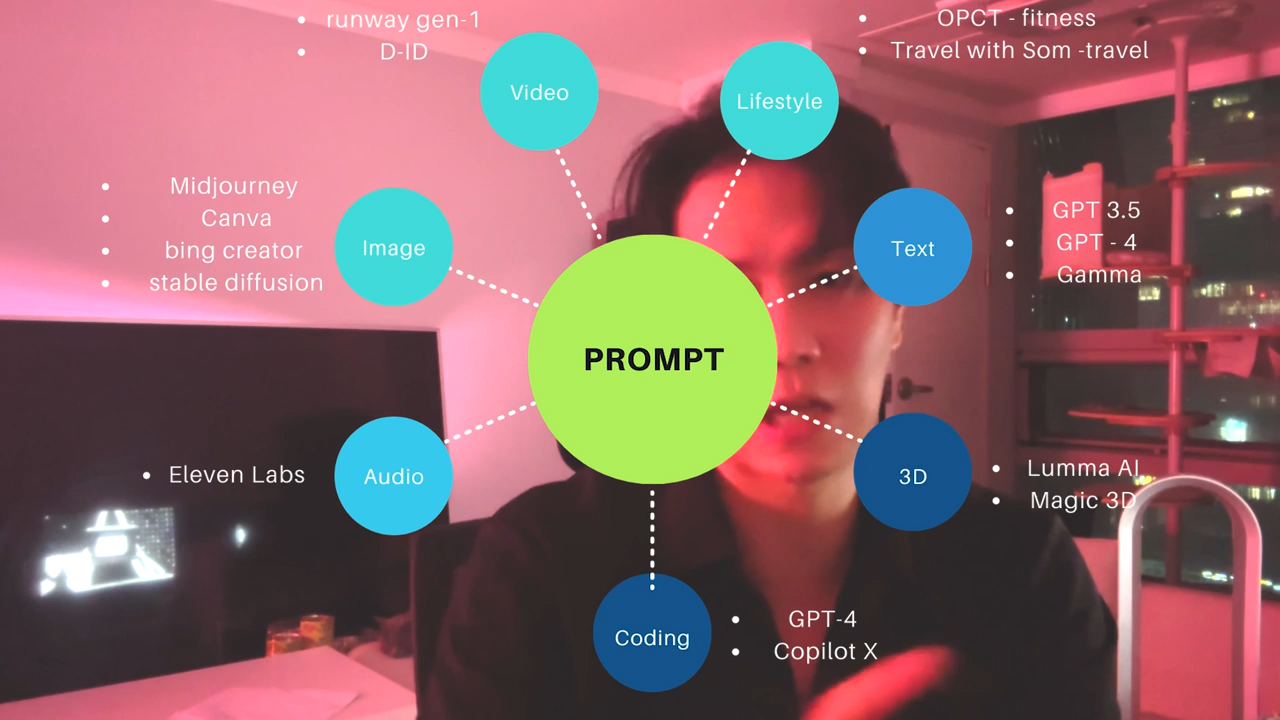 runway gen-1
D-ID
Video
OPCT - fitness
Travel with Som -travel
Lifestyle
Midjourney
Canva
bing creator
stable diffusion
Image
Text
GPT 3.5
GPT - 4
Gamma
PROMPT
Eleven Labs
Audio
3D
Lumma AI
Magic 3D
Coding
GPT-4
Copilot X